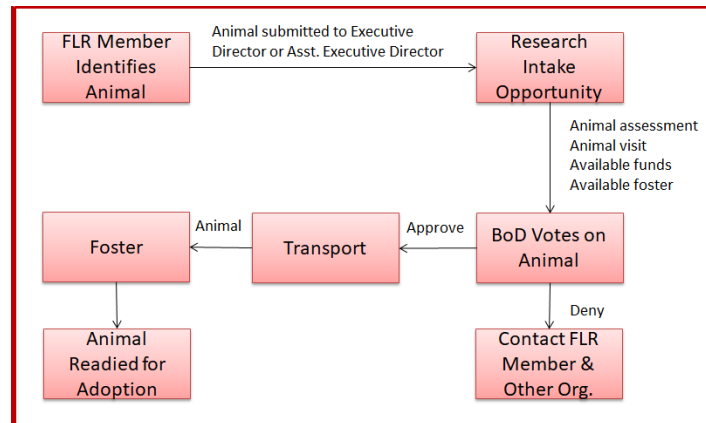 FLR Member
Identifies
Animal
Animal submitted to Executive
Director or Asst. Executive Director
Research
Intake
Opportunity
Animal assessment
Animal visit
Available funds
Available foster
Foster
Animal
Transport
Approve
BoD Votes on
Animal
Deny
Animal
Readied for
Adoption
Contact FLR
Member &
Other Org.